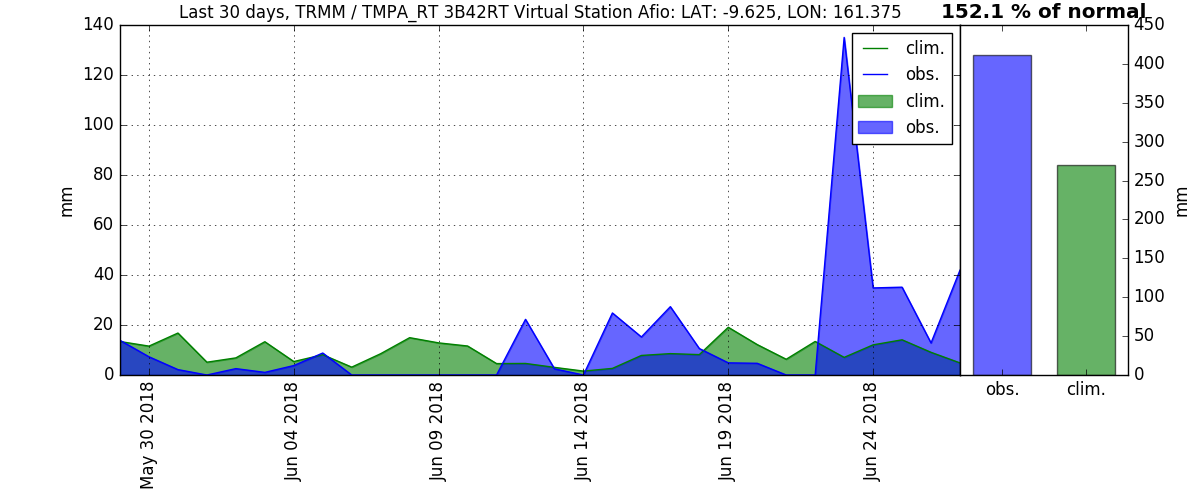 Last 30 days, TRMM / TMPA_RT 3B42RT Virtual Station Afio: LAT: -9.625, LON: 161.375
152.1 % of normal
140
120
100
80
60
40
20
0
mm
clim.
obs.
clim.
obs.
May 30 2018
Jun 04 2018
Jun 09 2018
Jun 14 2018
Jun 19 2018
Jun 24 2018
450
400
350
300
250
200
150
100
50
0
mm
obs.
clim.